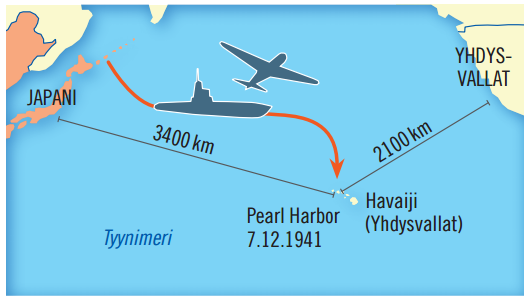 YHDYS-
VALLAT
JAPANI
3400 km
2100 km
Havaiji
(Yhdysvallat)
Pearl Harbor
7.12.1941
Tyynimeri